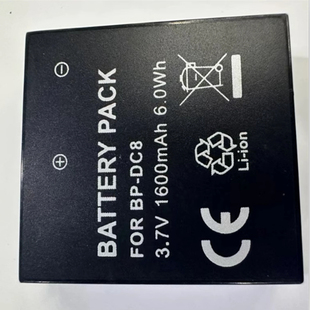 BATTERY PACK
FOR BP-DC8
3.7V 1600mAh 6.0Wh
Li-ion
CE